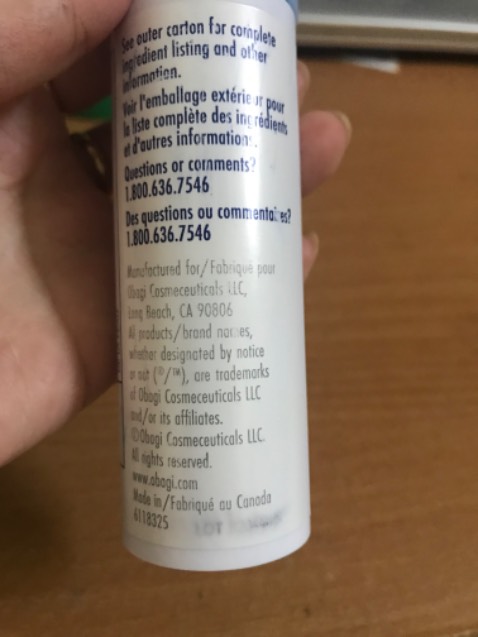 See outer carton for complete
ingredient listing and other
information.
Voir l'emballage extérieur pour
la liste complète des ingrédients
et d'autres informations.
Questions or comments?
1.800.636.7546
Des questions ou commentaires?
1.800.636.7546
Manufactured for/Fabriqué pour
Obagi Cosmeceuticals LLC,
Long Beach, CA 90806
All products/brand names,
whether designated by notice
or not (®/™), are trademarks
of Obagi Cosmeceuticals LLC
and/or its affiliates.
©Obagi Cosmeceuticals LLC.
All rights reserved.
www.obagi.com
Made in/Fabriqué au Canada
6118325
LOT